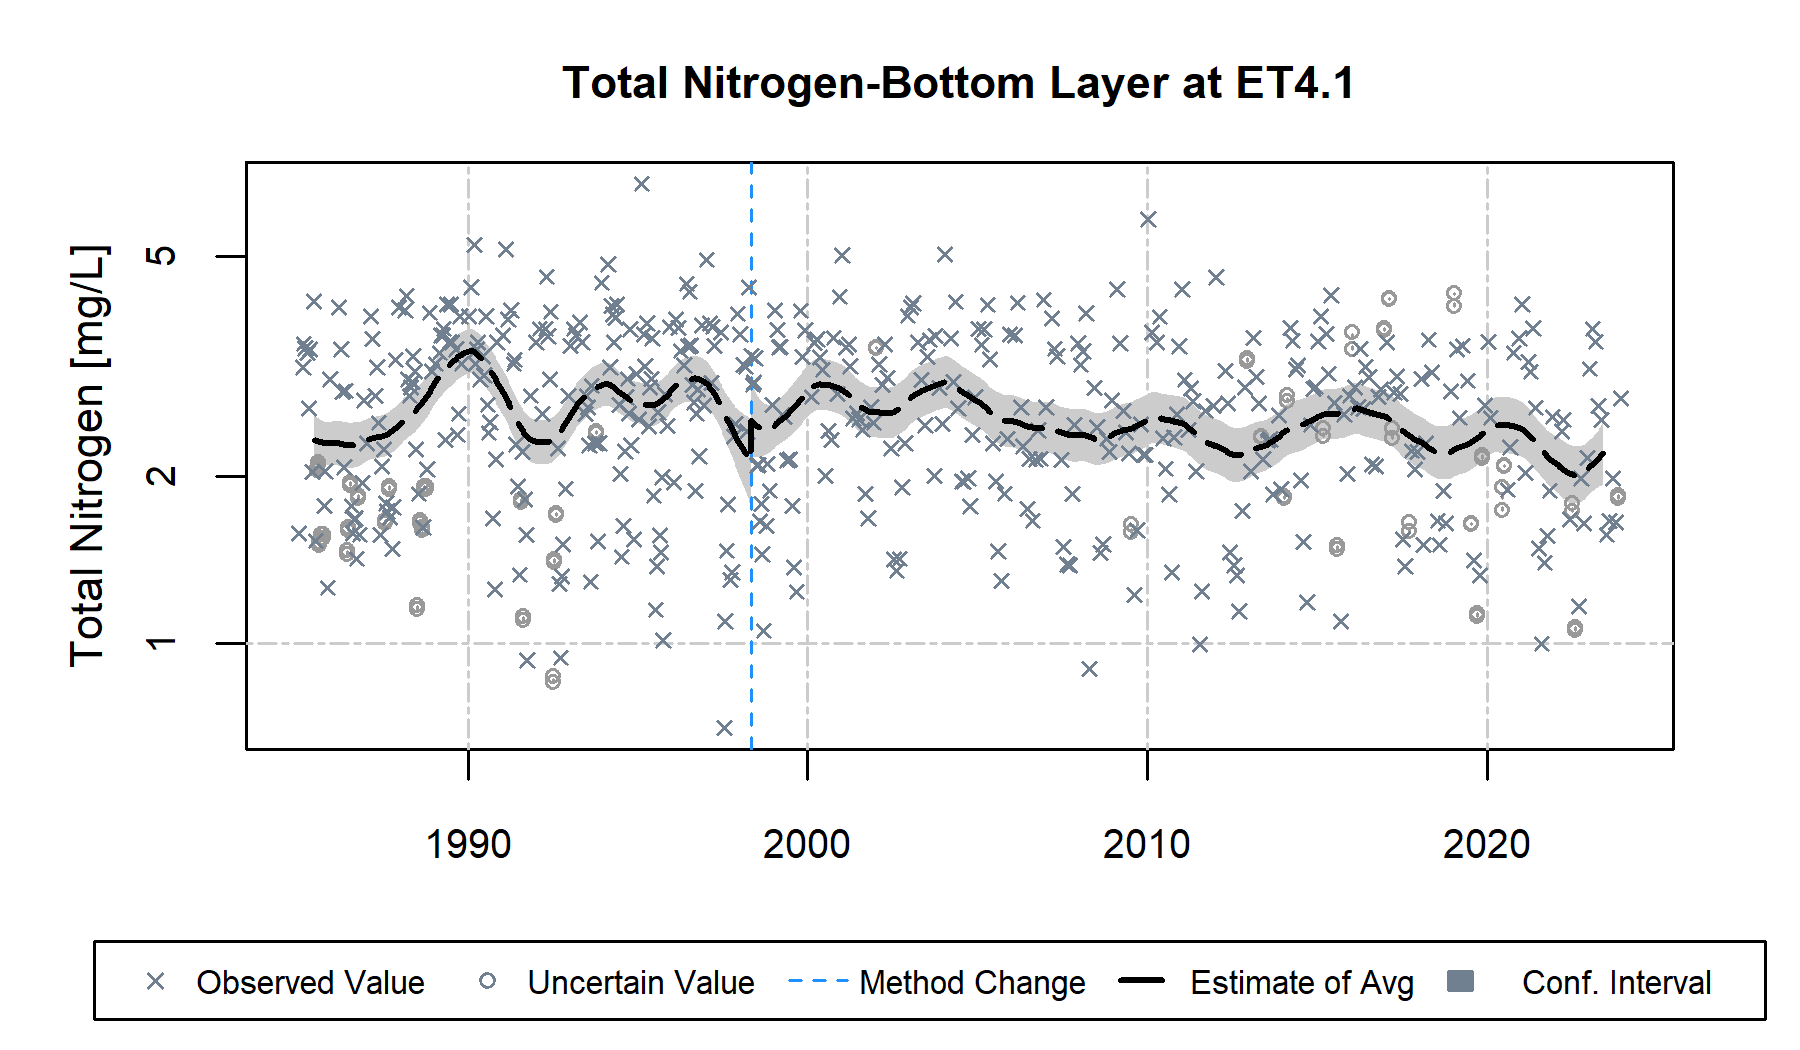 Total Nitrogen-Bottom Layer at ET4.1
Total Nitrogen [mg/L]
5
2
1
1990 2000 2010 2020
Observed Value Uncertain Value Method Change Estimate of Avg Conf. Interval